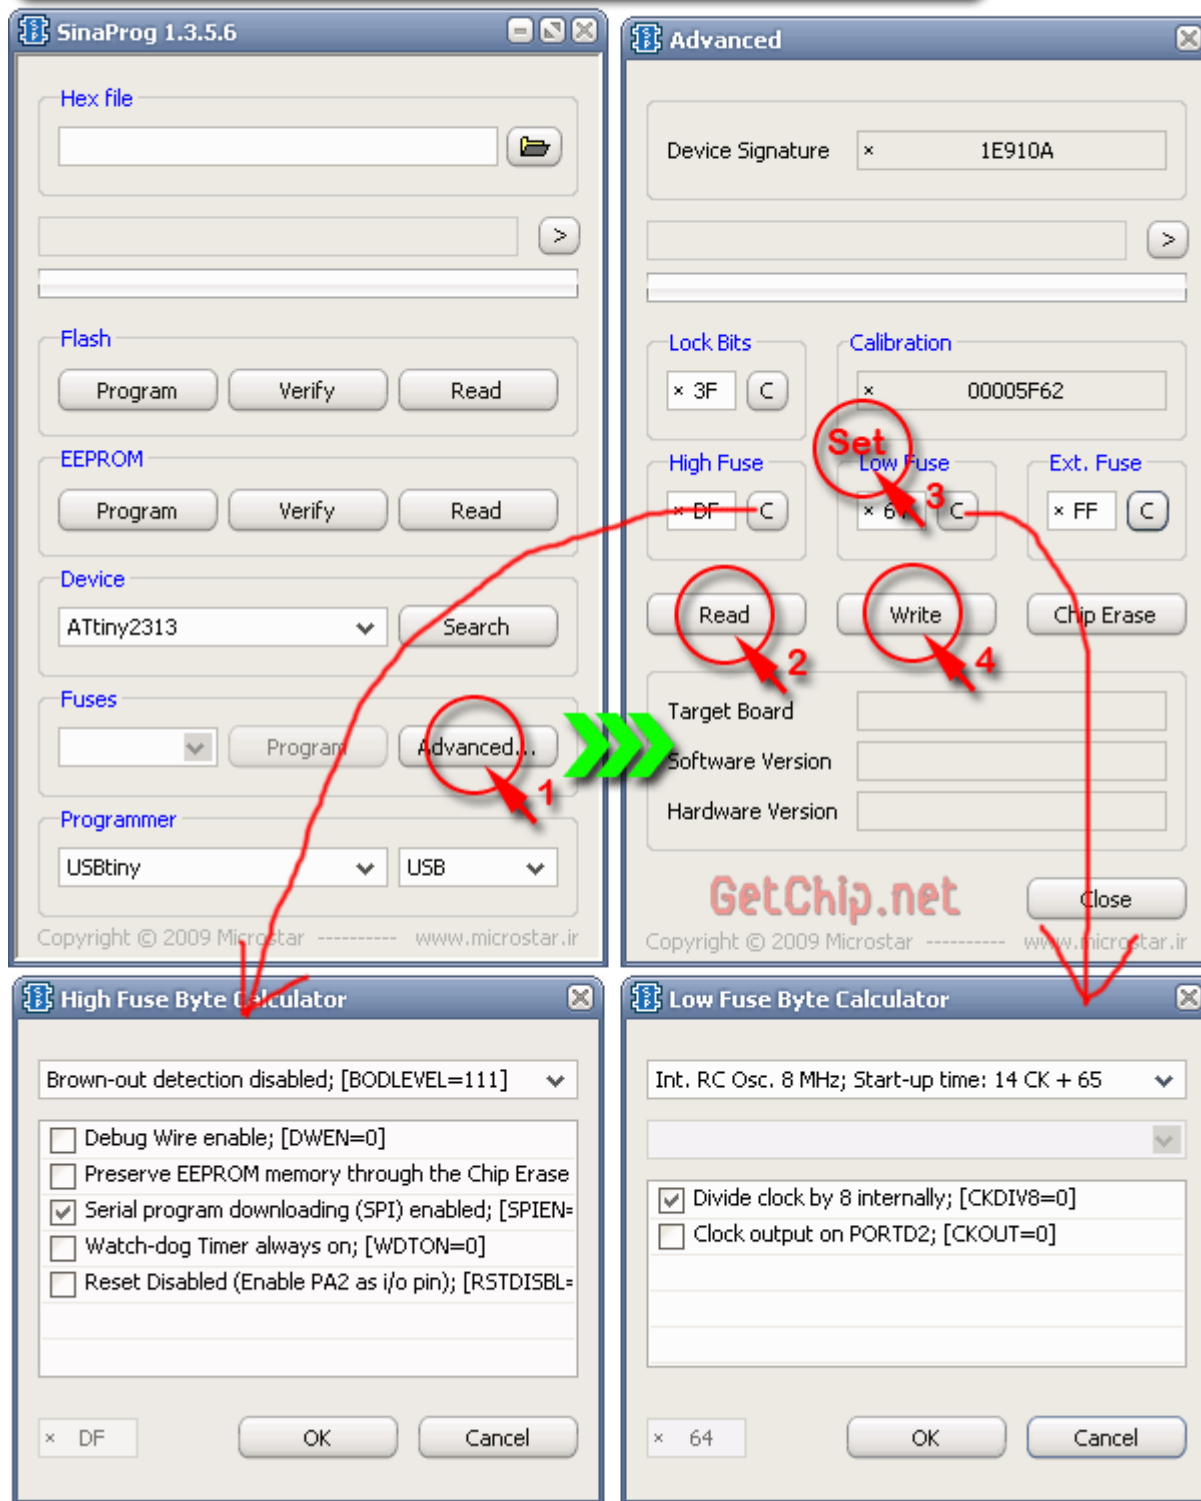 SinaProg 1.3.5.6
Hex file
>
Flash
Program Verify Read
EEPROM
Program Verify Read
Device
ATtiny2313 Search
Fuses
Program Advanced...
1
Programmer
USBtiny USB
Copyright © 2009 Microstar ---------- www.microstar.ir
Advanced
Device Signature × 1E910A
>
Lock Bits Calibration
× 3F C × 00005F62
Set
High Fuse Low Fuse Ext. Fuse
3
× DF C × C × FF C
Read Write Chip Erase
2 4
Target Board
Software Version
Hardware Version
GetChip.net
Close
Copyright © 2009 Microstar ---------- www.microstar.ir
High Fuse Byte Calculator
Brown-out detection disabled; [BODLEVEL=111]
Debug Wire enable; [DWEN=0]
Preserve EEPROM memory through the Chip Erase
Serial program downloading (SPI) enabled; [SPIEN=
Watch-dog Timer always on; [WDTON=0]
Reset Disabled (Enable PA2 as i/o pin); [RSTDISBL=
× DF OK Cancel
Low Fuse Byte Calculator
Int. RC Osc. 8 MHz; Start-up time: 14 CK + 65
Divide clock by 8 internally; [CKDIV8=0]
Clock output on PORTD2; [CKOUT=0]
× 64 OK Cancel